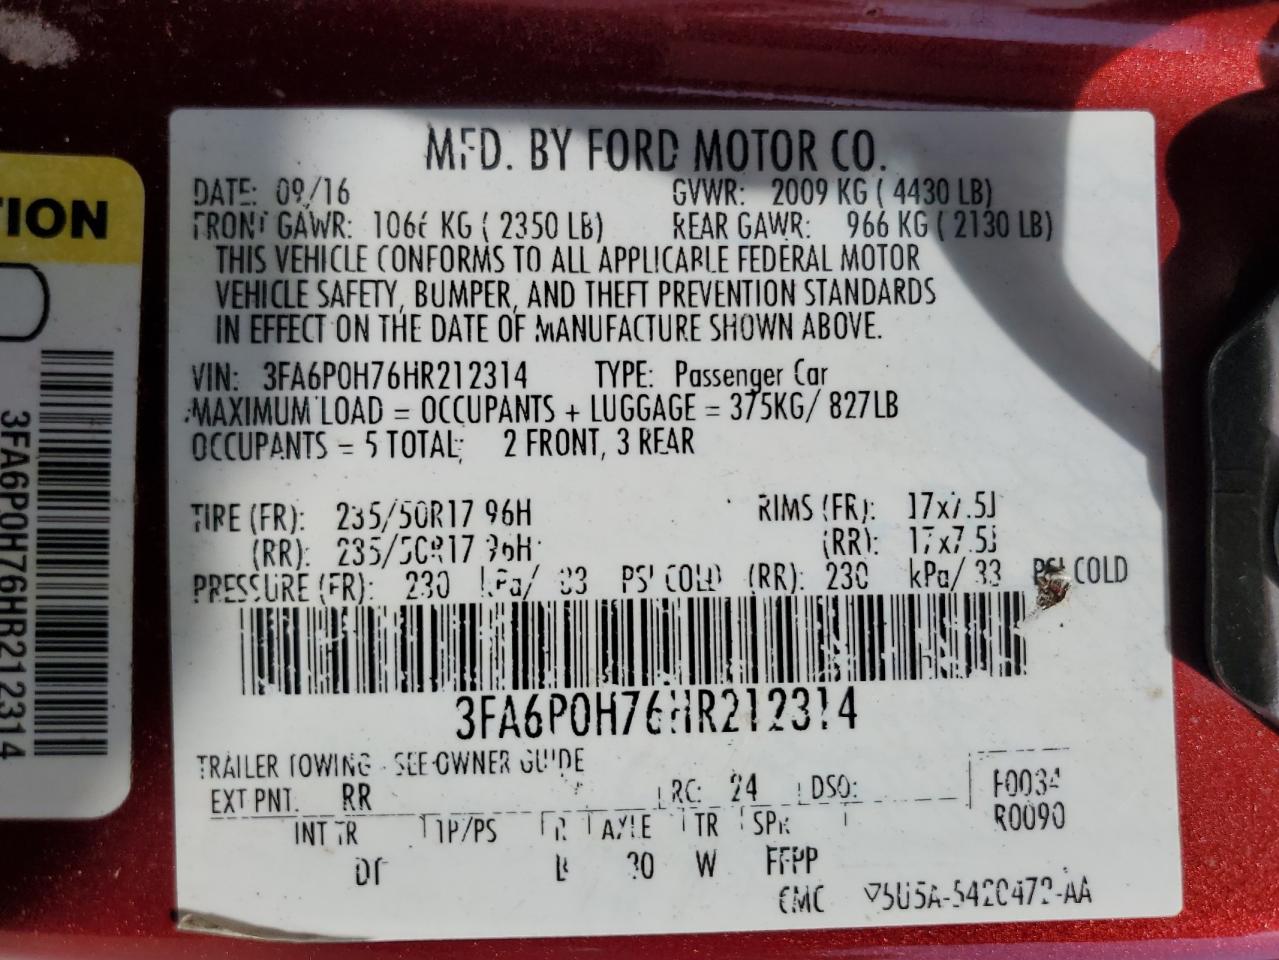 MFD. BY FORD MOTOR CO.
DATE: 09/16 GVWR: 2009 KG ( 4430 LB)
FRONT GAWR: 1066 KG ( 2350 LB) REAR GAWR: 966 KG ( 2130 LB)
THIS VEHICLE CONFORMS TO ALL APPLICABLE FEDERAL MOTOR
VEHICLE SAFETY, BUMPER, AND THEFT PREVENTION STANDARDS
IN EFFECT ON THE DATE OF MANUFACTURE SHOWN ABOVE.
VIN: 3FA6P0H76HR212314 TYPE: Passenger Car
MAXIMUM LOAD = OCCUPANTS + LUGGAGE = 375KG/ 827LB
OCCUPANTS = 5 TOTAL; 2 FRONT, 3 REAR
TIRE (FR): 235/50R17 96H RIMS (FR): 17x7.5J
(RR): 235/50R17 96H (RR): 17x7.5J
PRESSURE (FR): 230 kPa/ 33 PSI COLD (RR): 230 kPa/ 33 PSI COLD
3FA6P0H76HR212314
TRAILER TOWING - SEE OWNER GUIDE
EXT PNT. RR RC: 24 DSO: F0034
R0090
INT TR TP/PS R AXLE TR SPR
30 W FFPP
CMC 5U5A-5420472-AA
TION
3FA6P0H76HR212314